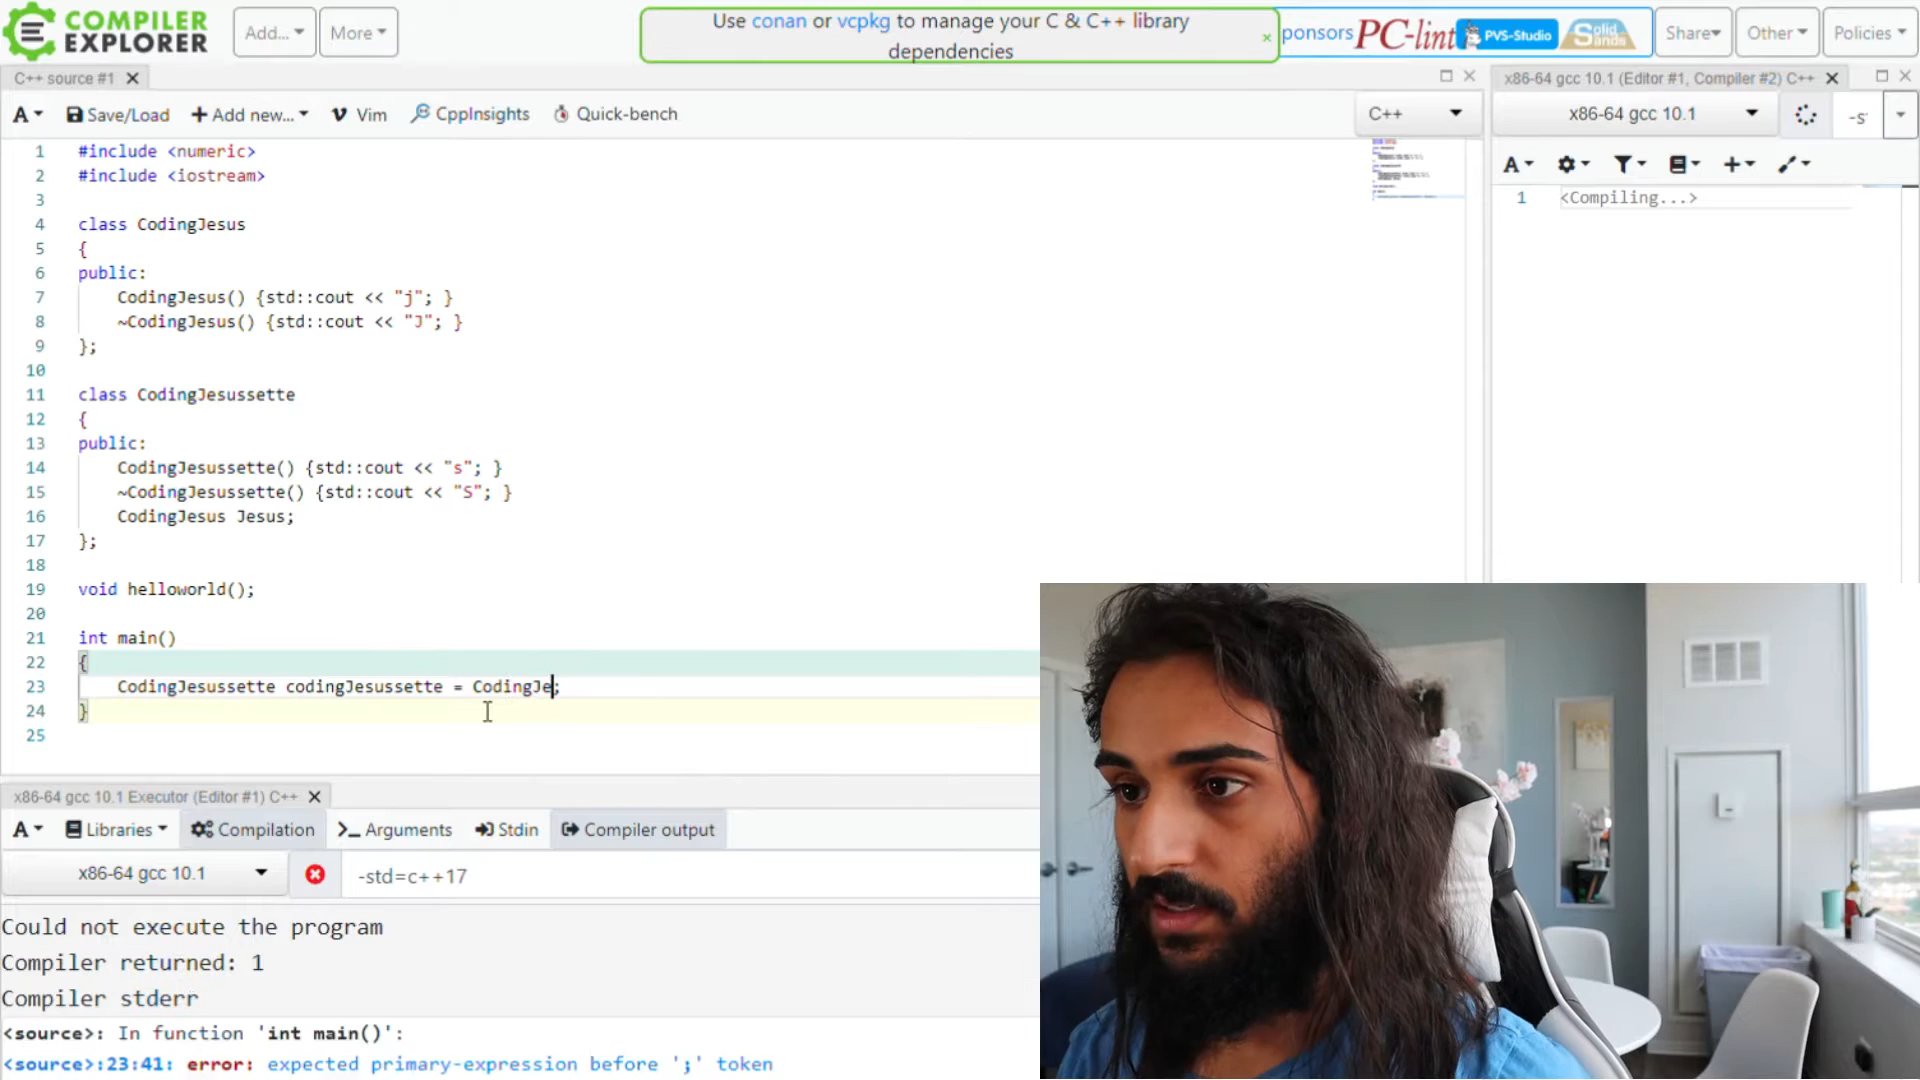 COMPILER
EXPLORER
Add...
More
Use conan or vcpkg to manage your C & C++ library
dependencies
×
ponsors PC-lint PVS-Studio Solid Sands
Share
Other
Policies
C++ source #1
A
Save/Load
+ Add new...
Vim
CppInsights
Quick-bench
C++
1 #include <numeric>
2 #include <iostream>
3
4 class CodingJesus
5 {
6 public:
7 CodingJesus() {std::cout << "j"; }
8 ~CodingJesus() {std::cout << "J"; }
9 };
10
11 class CodingJesussette
12 {
13 public:
14 CodingJesussette() {std::cout << "s"; }
15 ~CodingJesussette() {std::cout << "S"; }
16 CodingJesus Jesus;
17 };
18
19 void helloworld();
20
21 int main()
22 {
23 CodingJesussette codingJesussette = CodingJe;
24 }
25
x86-64 gcc 10.1 (Editor #1, Compiler #2) C++
x86-64 gcc 10.1
-s
A
1 <Compiling...>
x86-64 gcc 10.1 Executor (Editor #1) C++
A
Libraries
Compilation
Arguments
Stdin
Compiler output
x86-64 gcc 10.1
-std=c++17
Could not execute the program
Compiler returned: 1
Compiler stderr
<source>: In function 'int main()':
<source>:23:41: error: expected primary-expression before ';' token